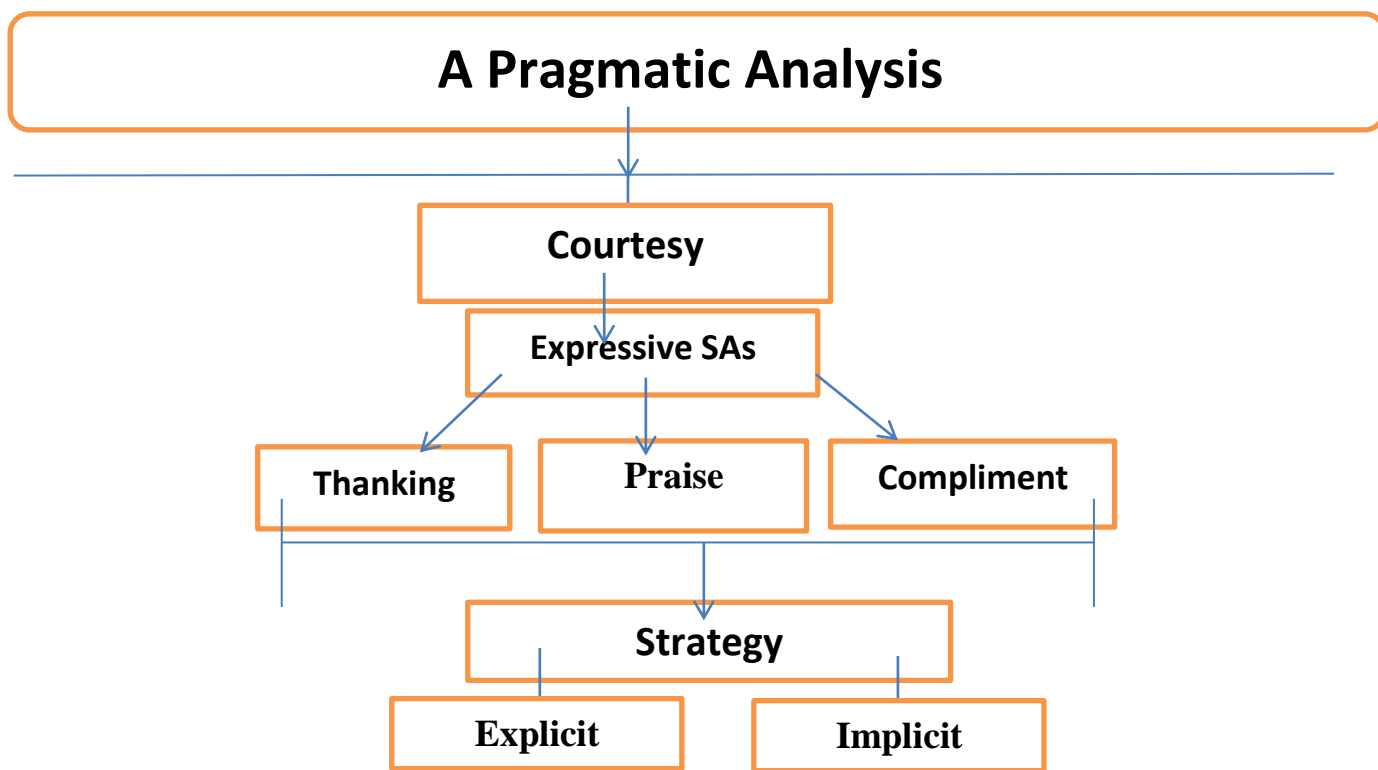 A Pragmatic Analysis
Courtesy
Expressive SAs
Thanking
Praise
Compliment
Strategy
Explicit
Implicit